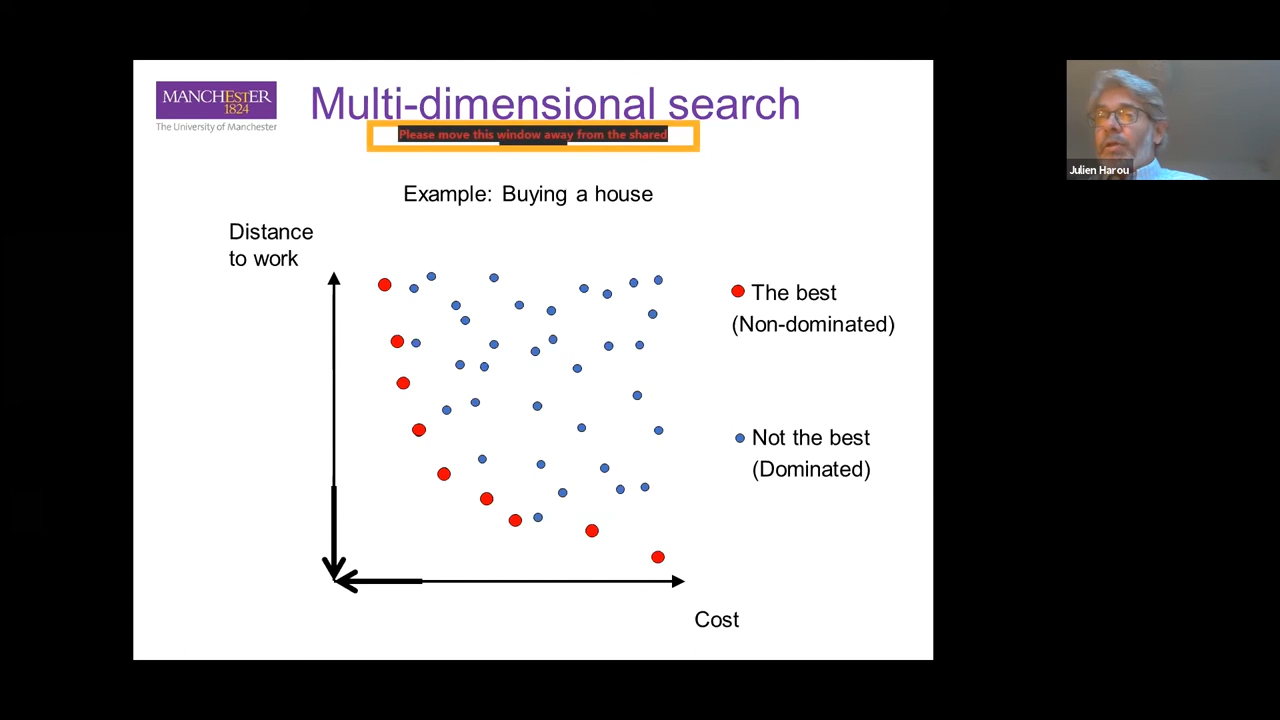 MANCHESTER
1824
The University of Manchester
Multi-dimensional search
Please move this window away from the shared
Example: Buying a house
Distance
to work
The best
(Non-dominated)
Not the best
(Dominated)
Cost
Julien Harou